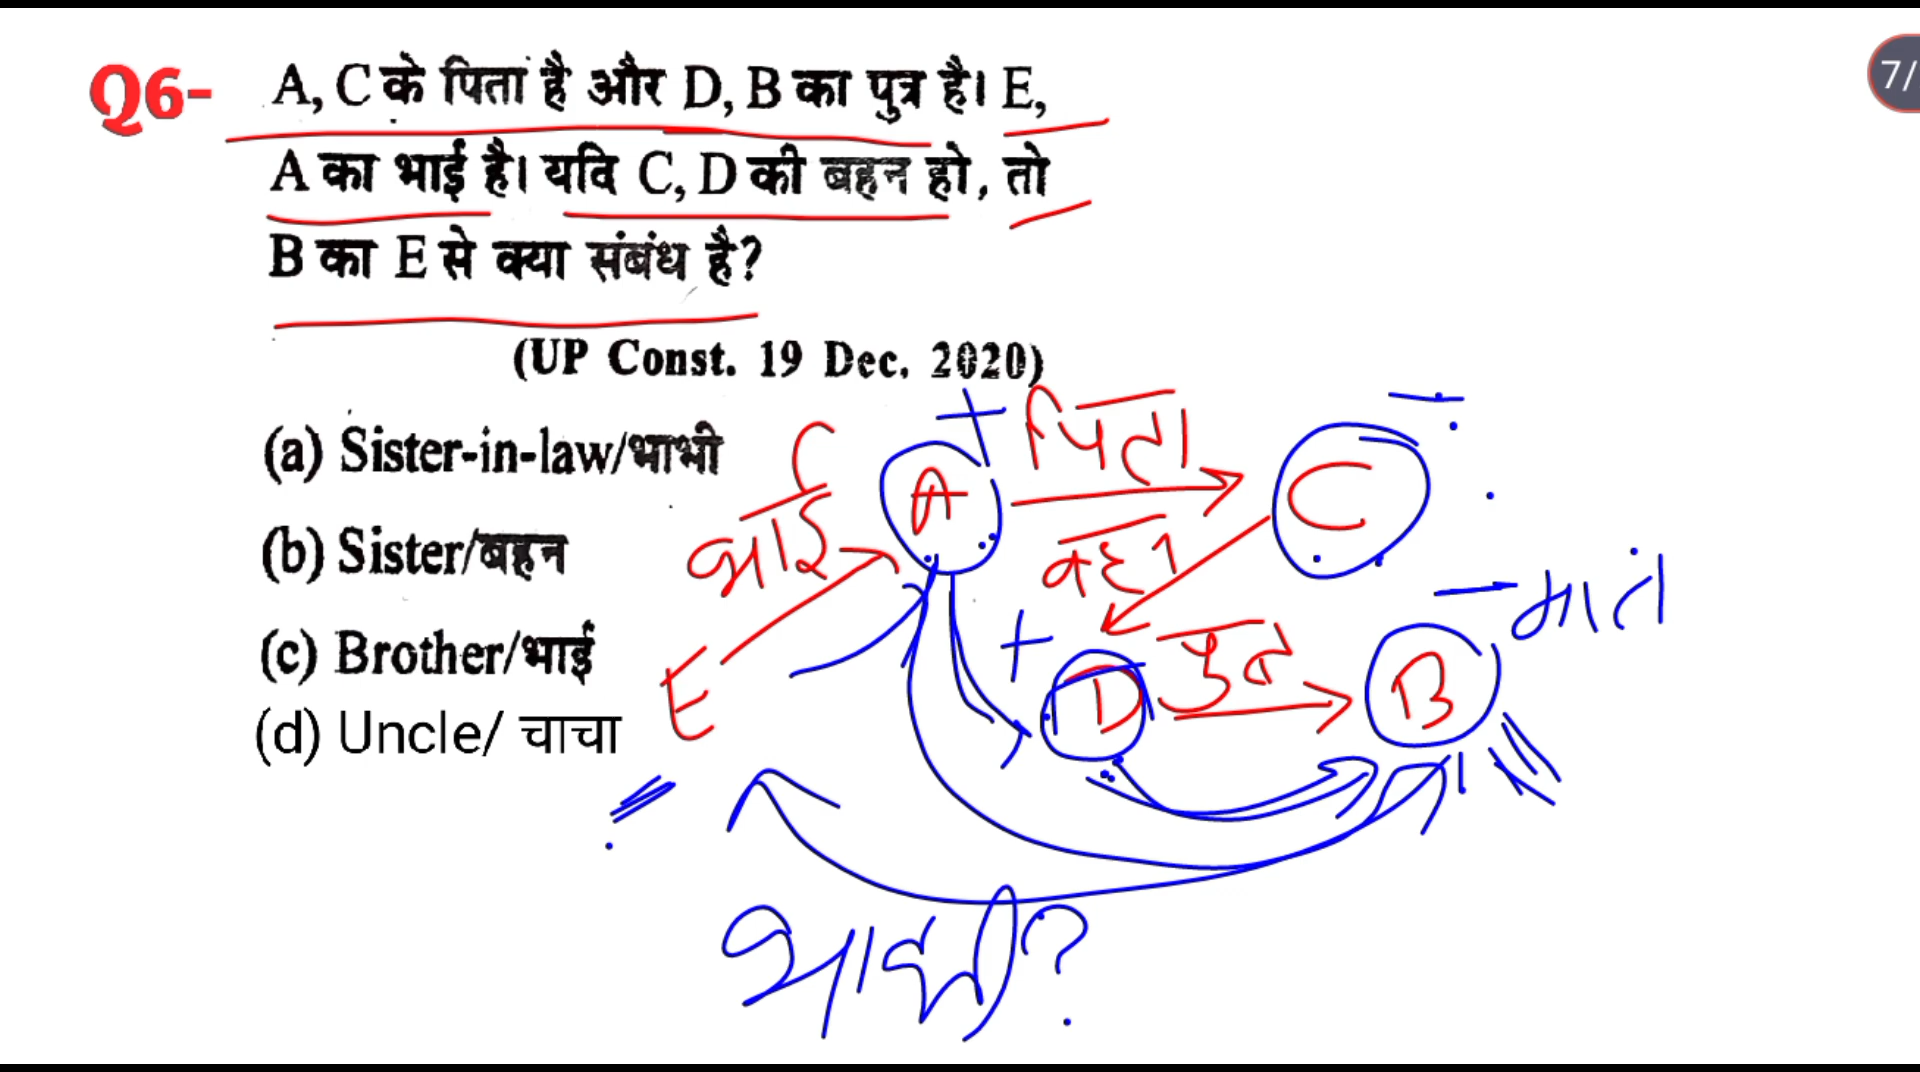 Q6- A, C के पिता है और D, B का पुत्र है। E,
A का भाई है। यदि C, D की बहन हो, तो
B का E से क्या संबंध है?
(UP Const. 19 Dec. 2020)
(a) Sister-in-law/भाभी
(b) Sister/बहन
(c) Brother/भाई
(d) Uncle/ चाचा
7/
भाई A + पिता C –
बहन
E + D पुत्र B –
माता
भाभी?